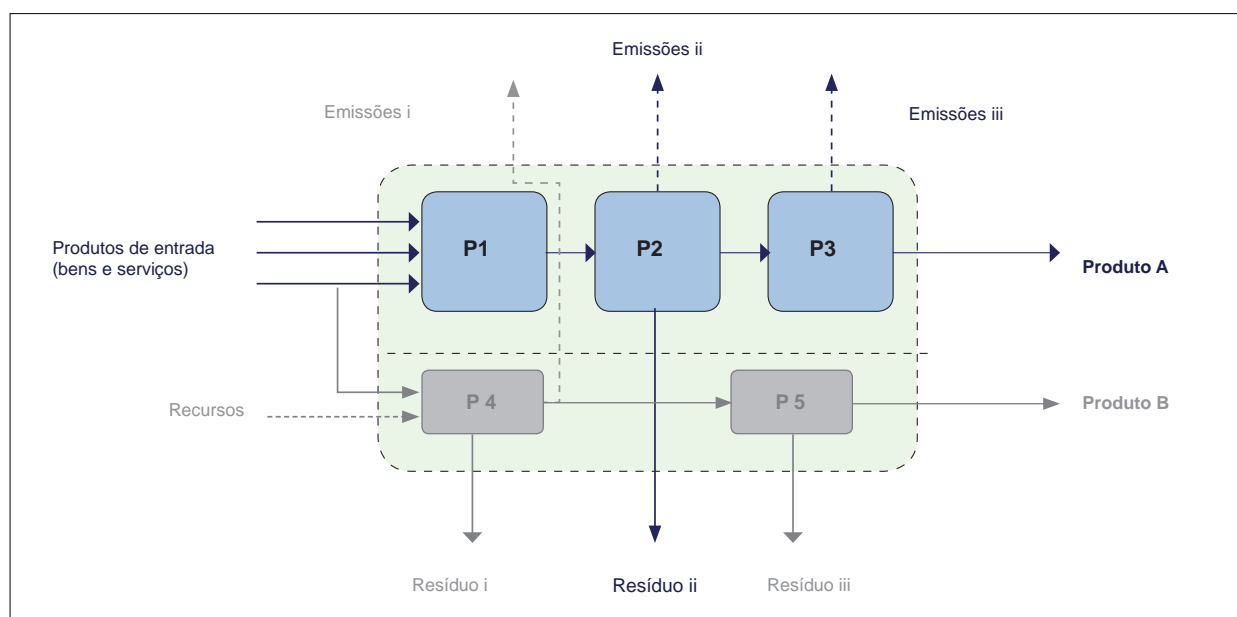 Emissões ii
Emissões i
Emissões iii
P1
P2
P3
Produtos de entrada
(bens e serviços)
Produto A
P 4
P 5
Recursos
Produto B
Resíduo i
Resíduo ii
Resíduo iii